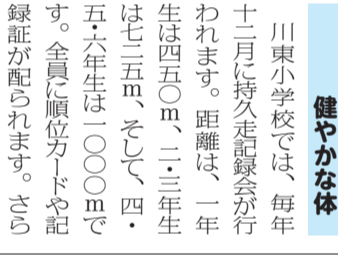 健やかな体
川東小学校では、毎年
十二月に持久走記録会が行
われます。距離は、一年
生は四五〇m、二・三年生
は七二五m、そして、四・
五・六年生は一〇〇〇mで
す。全員に順位カードや記
録証が配られます。さら